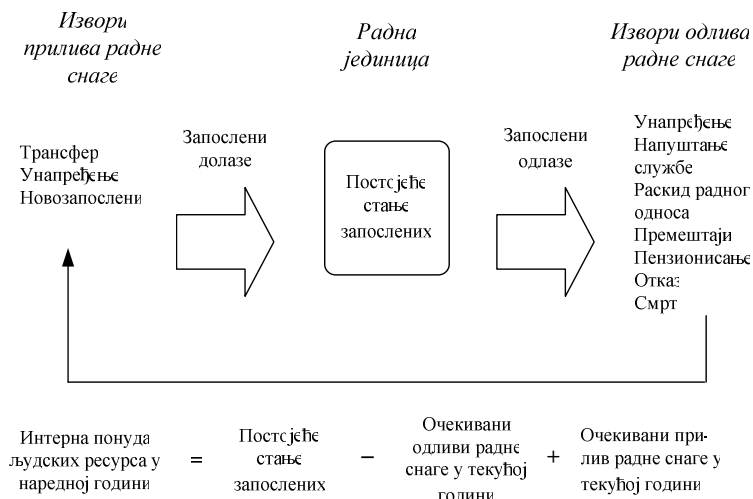 Извори
прилива радне
снаге
Радна
јединица
Извори одлива
радне снаге
Трансфер
Унапређење
Новозапослени
Запослени
долазе
Постојеће
стање
запослених
Запослени
одлазе
Унапређење
Напуштање
службе
Раскид радног
односа
Премештаји
Пензионисање
Отказ
Смрт
Интерна понуда
људских ресурса у
наредној години
=
Постојеће
стање
запослених
–
Очекивани
одливи радне
снаге у текућој
години
+
Очекивани при-
лив радне снаге у
текућој години